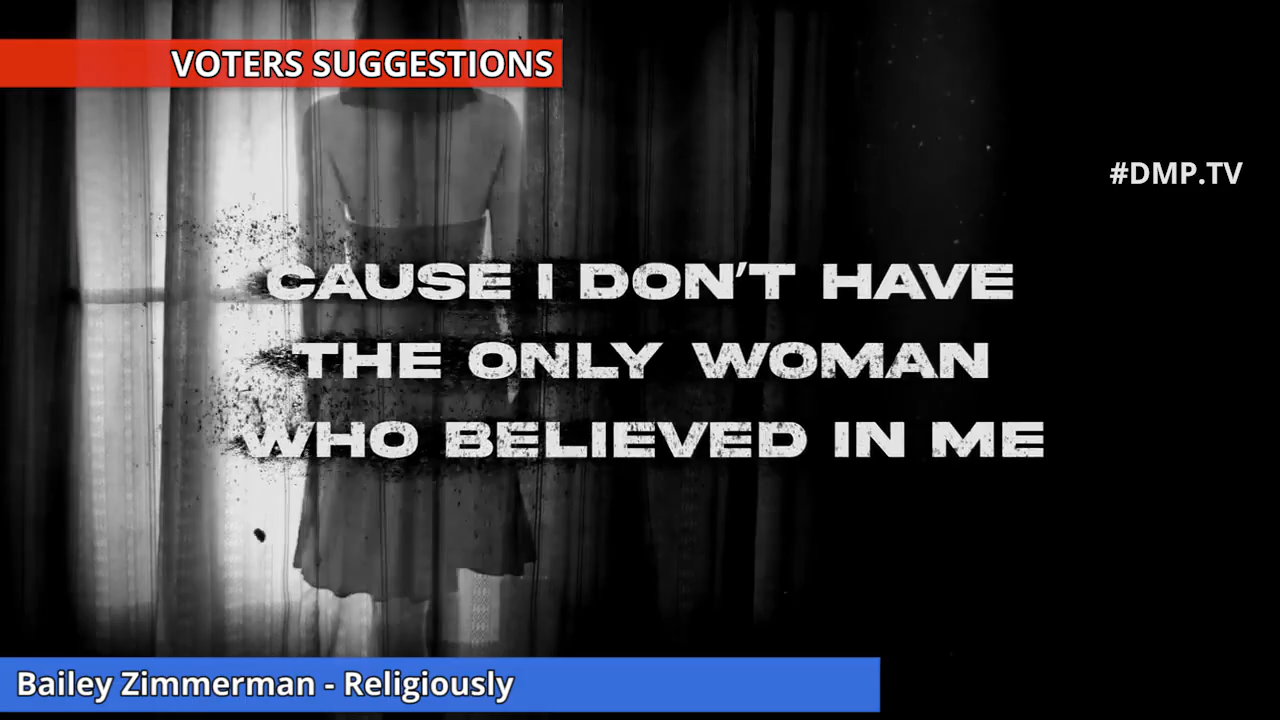 VOTERS SUGGESTIONS
#DMP.TV
CAUSE I DON'T HAVE
THE ONLY WOMAN
WHO BELIEVED IN ME
Bailey Zimmerman - Religiously